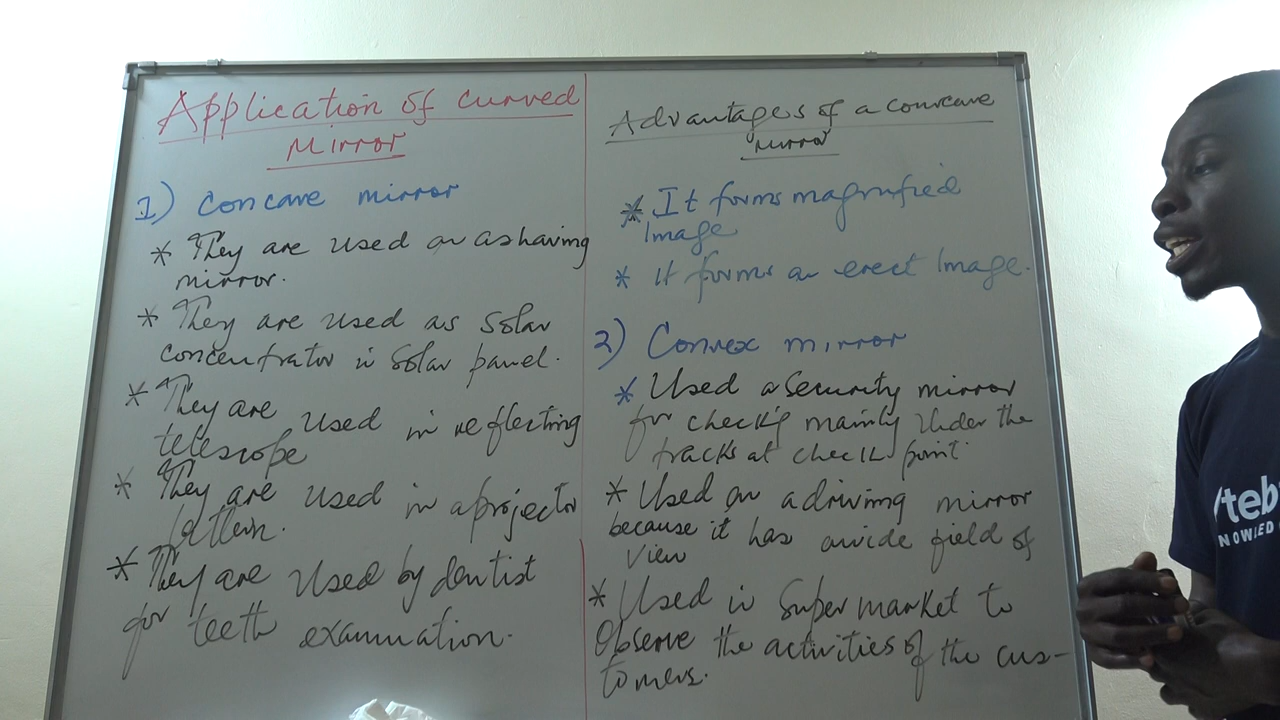 Application of curved
Mirror
1) Concave mirror
* They are used as a shaving
mirror.
* They are used as solar
concentrator in solar panel.
* They are used in reflecting
telescope
* They are used in a projector
* They are used by dentist
for teeth examination.
Advantages of a concave
mirror
* It forms magnified
Image
* It forms an erect Image.
2) Convex mirror
* Used a security mirror
for check'g mainly under the
tracks at check point
* Used as a driving mirror
because it has a wide field of
view
* Used in Supermarket to
Observe the activities of the cus-
tomers.
teb
NOWLED